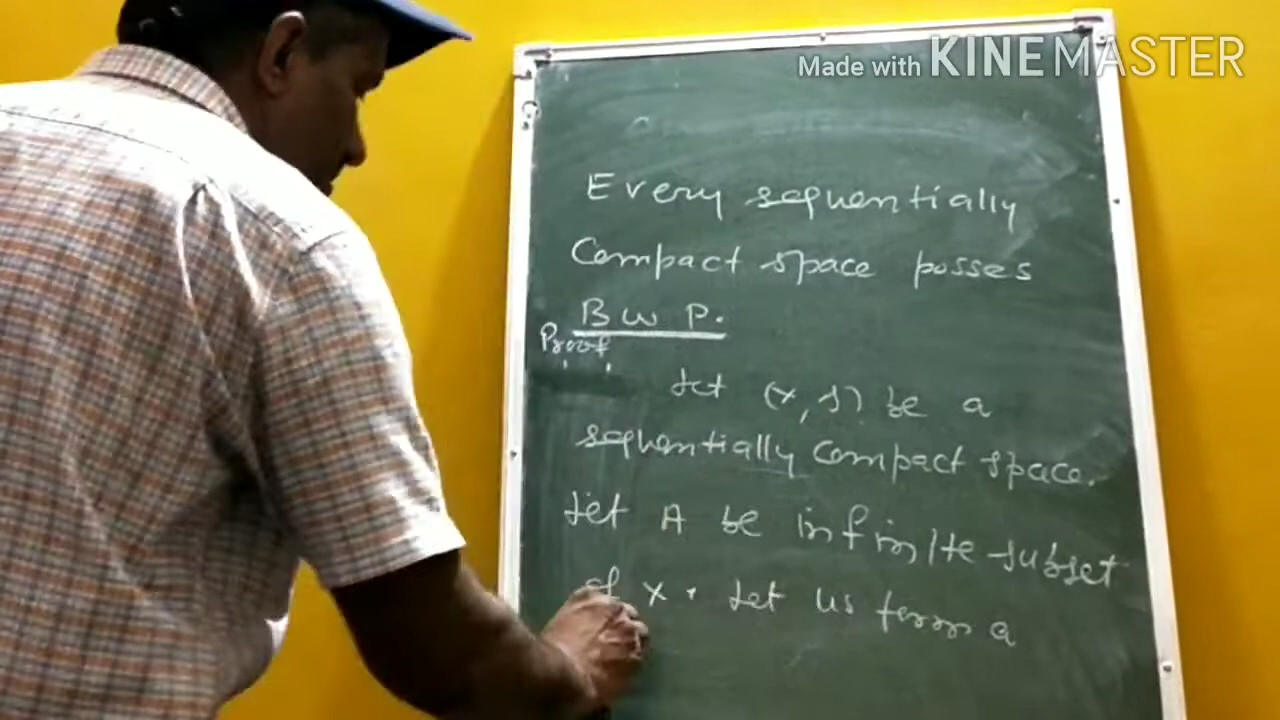 Made with KINEMASTER
Every sequentially
Compact space posses
B W P.
Proof
Let (X, J) be a
sequentially compact space.
Let A be infinite subset
of X. Let us form a